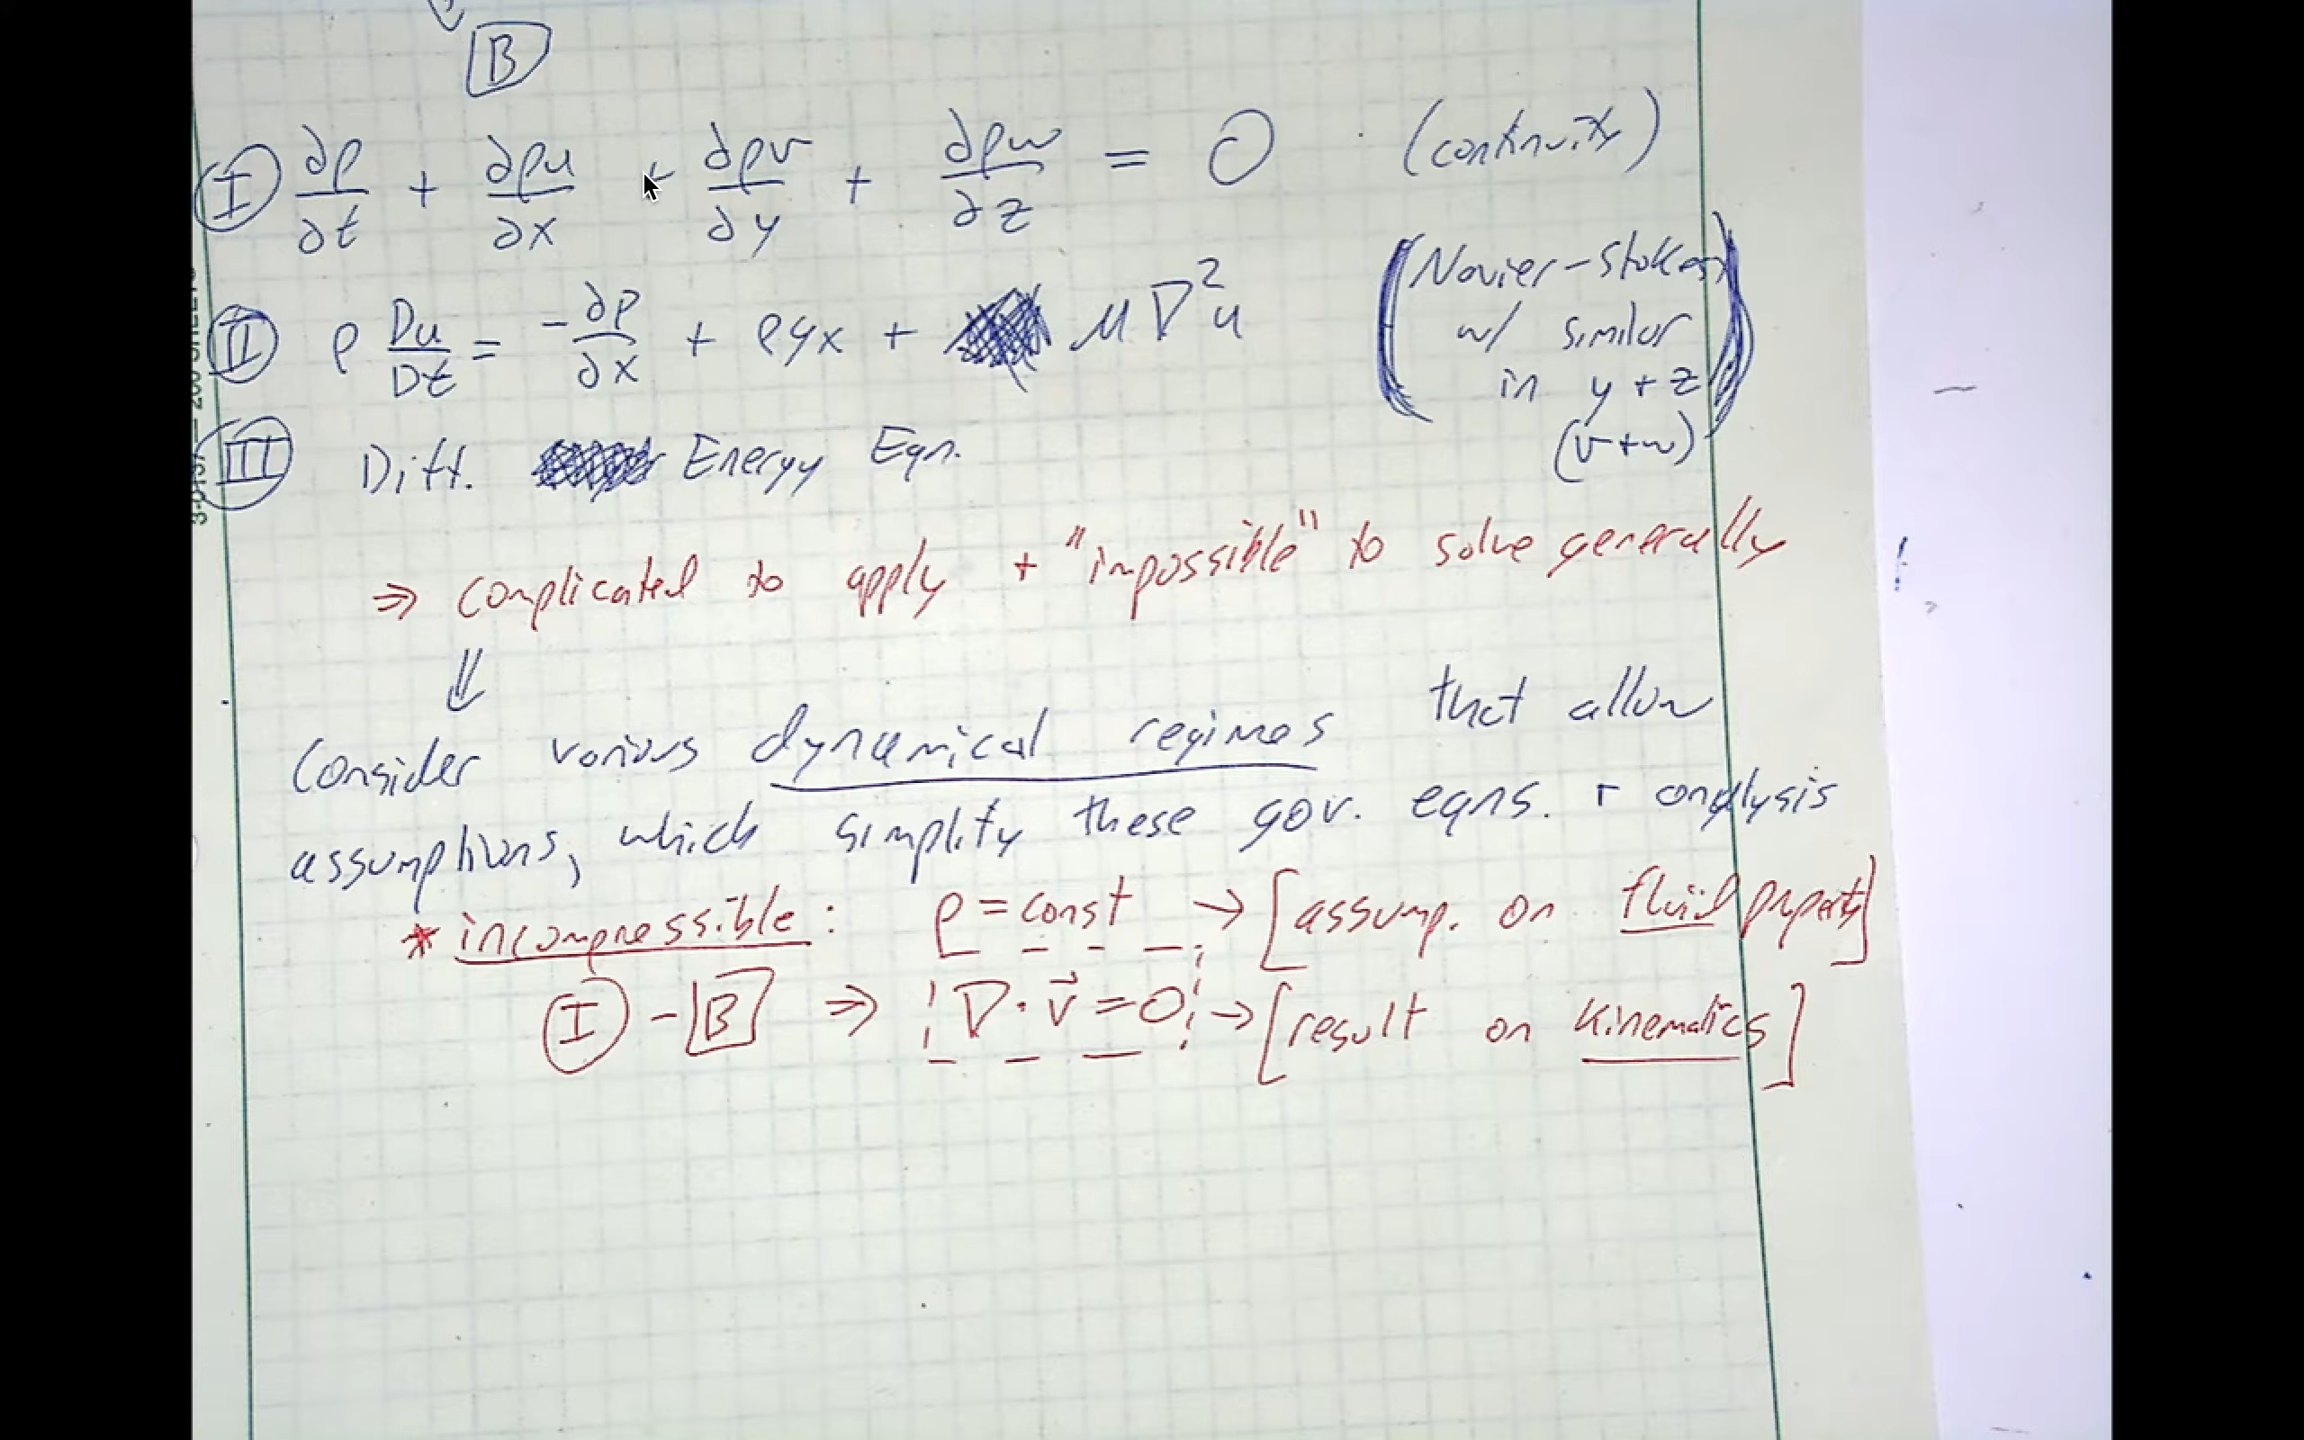 B
I ∂ρ/∂t + ∂ρu/∂x + ∂ρv/∂y + ∂ρw/∂z = 0 (continuity)
II ρ Du/Dt = -∂p/∂x + ρgx + μ∇²u (Navier-Stokes w/ similar in y + z (v+w))
III Diff. Energy Eqn.
⇒ complicated to apply + "impossible" to solve generally
⇓
Consider various dynamical regimes that allow
assumptions, which simplify these gov. eqns. + analysis
* incompressible: ρ = const → [assump. on fluid property]
I - B ⇒ ∇·v⃗ = 0 → [result on kinematics]